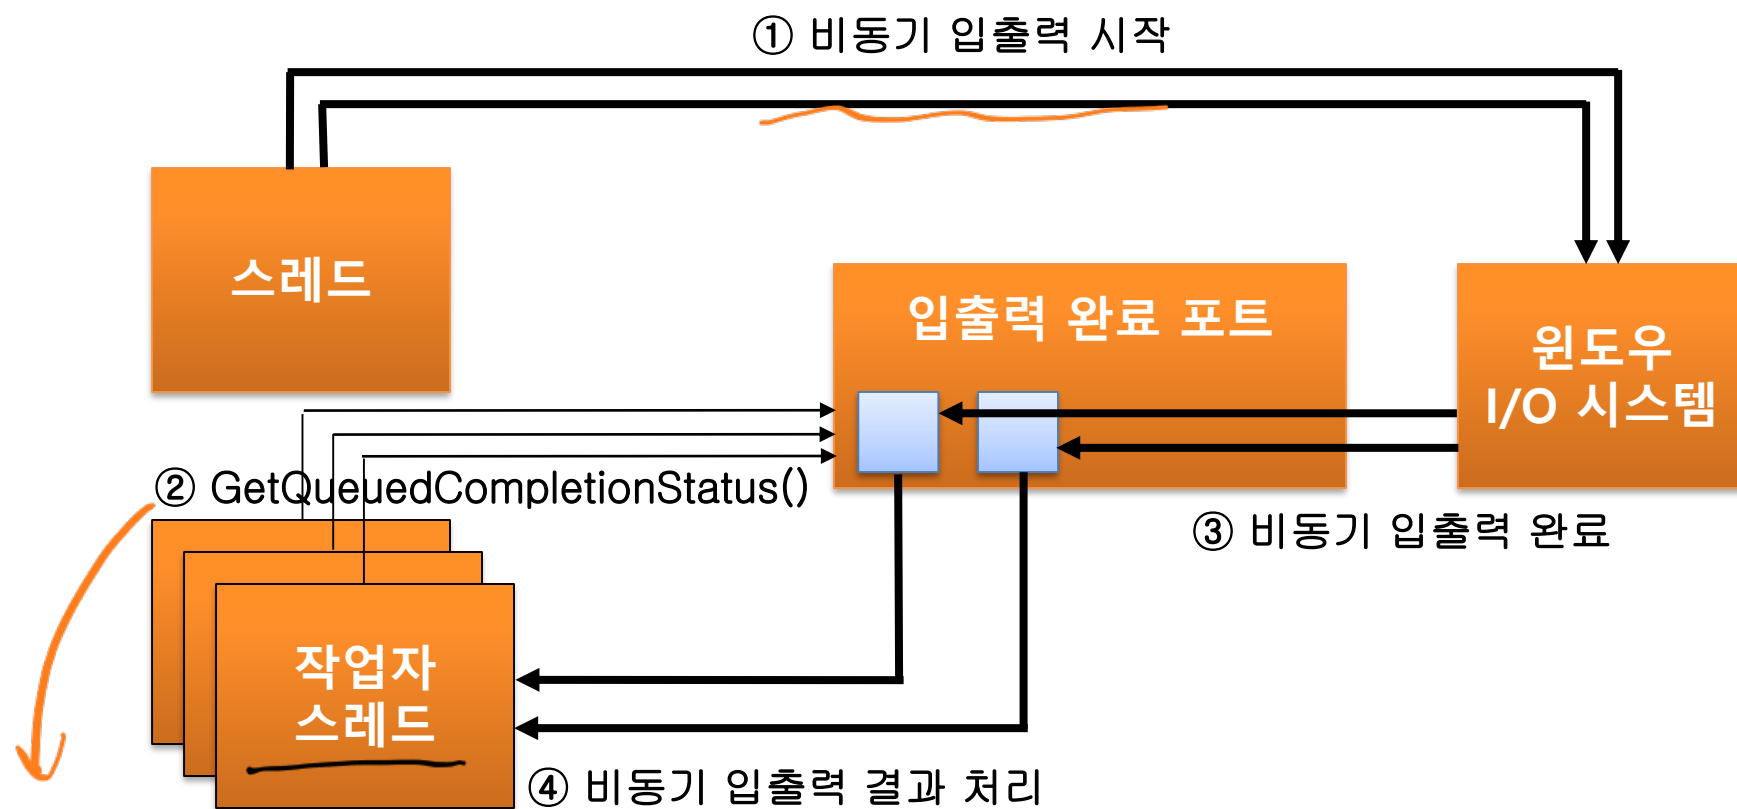 ① 비동기 입출력 시작
스레드
입출력 완료 포트
윈도우
I/O 시스템
② GetQueuedCompletionStatus()
③ 비동기 입출력 완료
작업자
스레드
④ 비동기 입출력 결과 처리